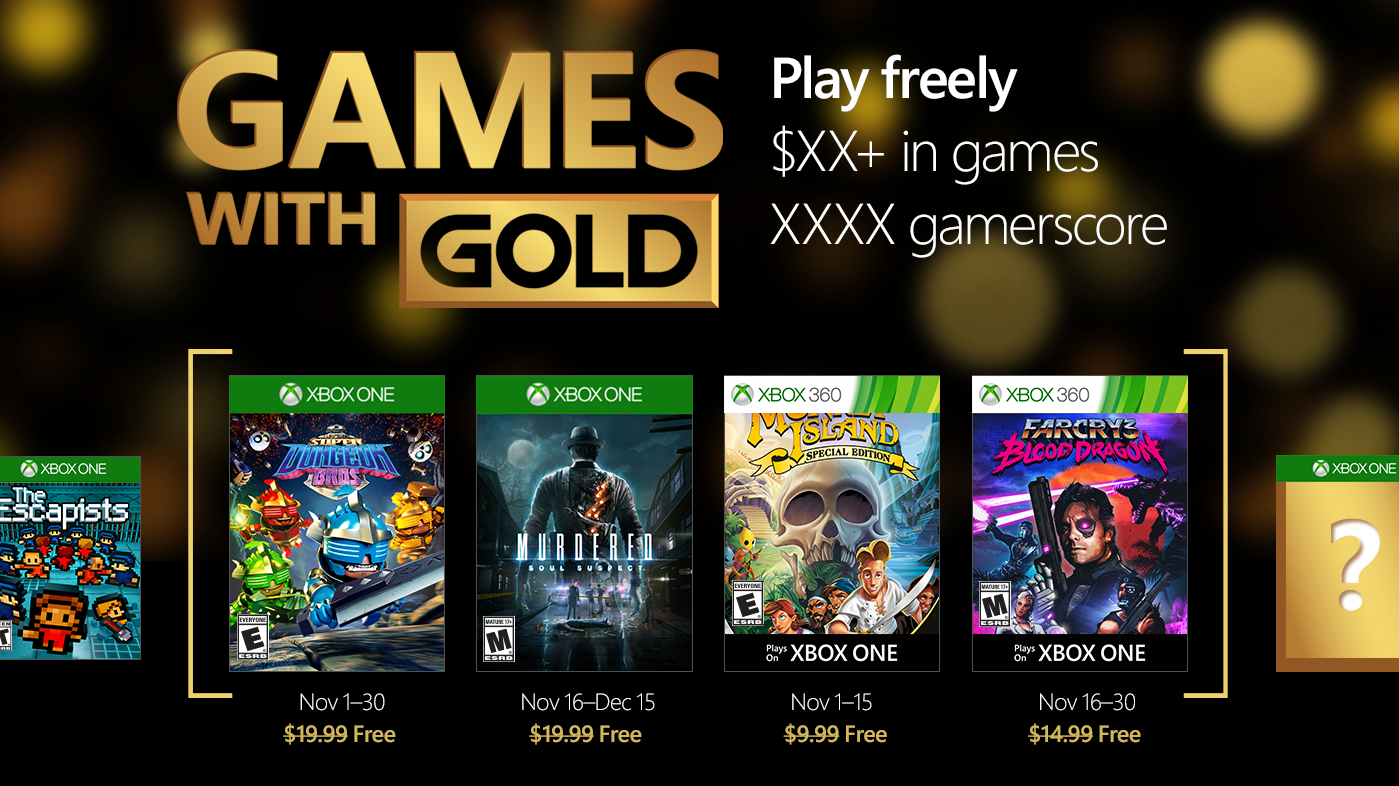 GAMES
WITH GOLD
Play freely
$XX+ in games
XXXX gamerscore
XBOX ONE
The
Escapists
XBOX ONE
SUPER
DUNGEON
BROS
EVERYONE
E
ESRB
Nov 1–30
$19.99 Free
XBOX ONE
MURDERED
SOUL SUSPECT
MATURE 17+
M
ESRB
Nov 16–Dec 15
$19.99 Free
XBOX 360
MONKEY
ISLAND
SPECIAL EDITION
EVERYONE
E
ESRB
Plays On XBOX ONE
Nov 1–15
$9.99 Free
XBOX 360
FARCRY3
BLOOD DRAGON
MATURE 17+
M
ESRB
Plays On XBOX ONE
Nov 16–30
$14.99 Free
XBOX ONE
?